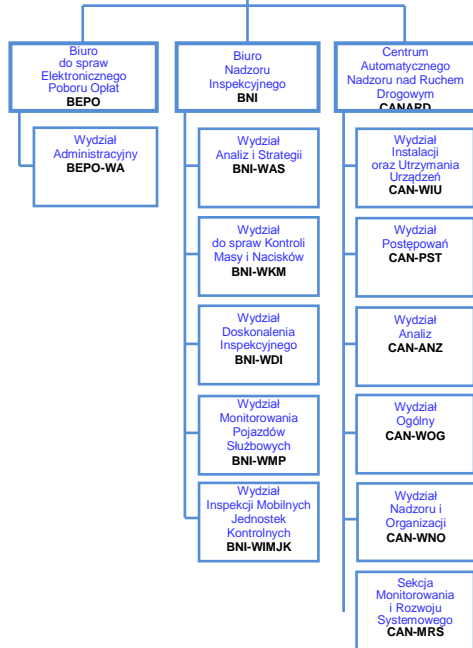 Biuro
do spraw
Elektronicznego
Poboru Opłat
BEPO
Wydział
Administracyjny
BEPO-WA
Biuro
Nadzoru
Inspekcyjnego
BNI
Wydział
Analiz i Strategii
BNI-WAS
Wydział
do spraw Kontroli
Masy i Nacisków
BNI-WKM
Wydział
Doskonalenia
Inspekcyjnego
BNI-WDI
Wydział
Monitorowania
Pojazdów
Służbowych
BNI-WMP
Wydział
Inspekcji Mobilnych
Jednostek
Kontrolnych
BNI-WIMJK
Centrum
Automatycznego
Nadzoru nad Ruchem
Drogowym
CANARD
Wydział
Instalacji
oraz Utrzymania
Urządzeń
CAN-WIU
Wydział
Postępowań
CAN-PST
Wydział
Analiz
CAN-ANZ
Wydział
Ogólny
CAN-WOG
Wydział
Nadzoru i
Organizacji
CAN-WNO
Sekcja
Monitorowania
i Rozwoju
Systemowego
CAN-MRS